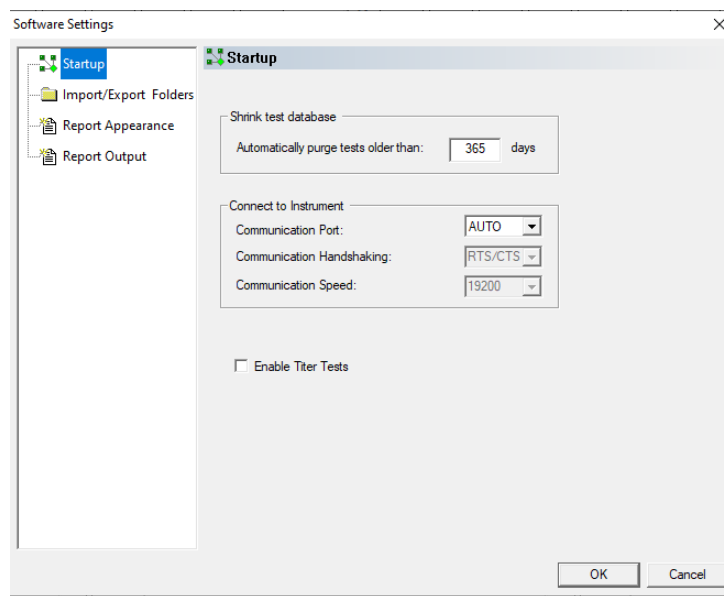 Software Settings
Startup
Import/Export Folders
Report Appearance
Report Output
Startup
Shrink test database
Automatically purge tests older than: 365 days
Connect to Instrument
Communication Port: AUTO
Communication Handshaking: RTS/CTS
Communication Speed: 19200
Enable Titer Tests
OK Cancel